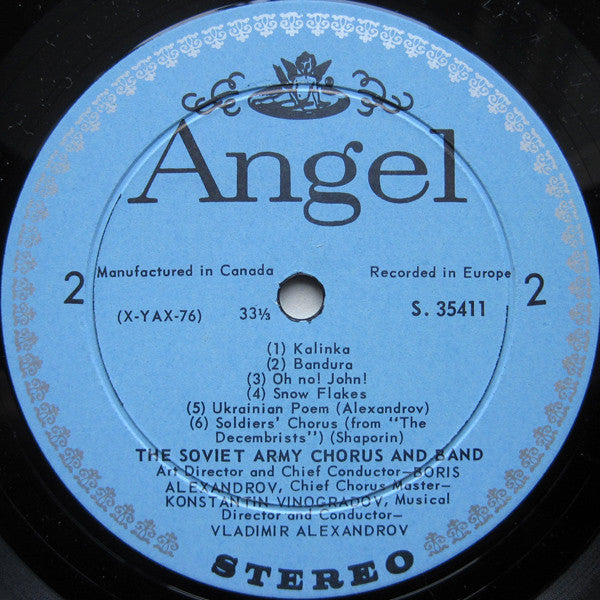 Angel
2 Manufactured in Canada Recorded in Europe 2
(X-YAX-76) 33⅓ S. 35411
(1) Kalinka
(2) Bandura
(3) Oh no! John!
(4) Snow Flakes
(5) Ukrainian Poem (Alexandrov)
(6) Soldiers' Chorus (from "The
Decembrists") (Shaporin)
THE SOVIET ARMY CHORUS AND BAND
Art Director and Chief Conductor—BORIS
ALEXANDROV, Chief Chorus Master—
KONSTANTIN VINOGRADOV, Musical
Director and Conductor—
VLADIMIR ALEXANDROV
STEREO